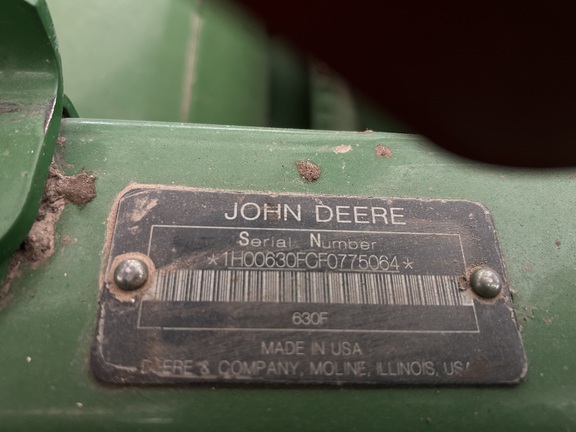 JOHN DEERE
Serial Number
*1H00630FCF0775064*
630F
MADE IN USA
DEERE & COMPANY, MOLINE, ILLINOIS, USA